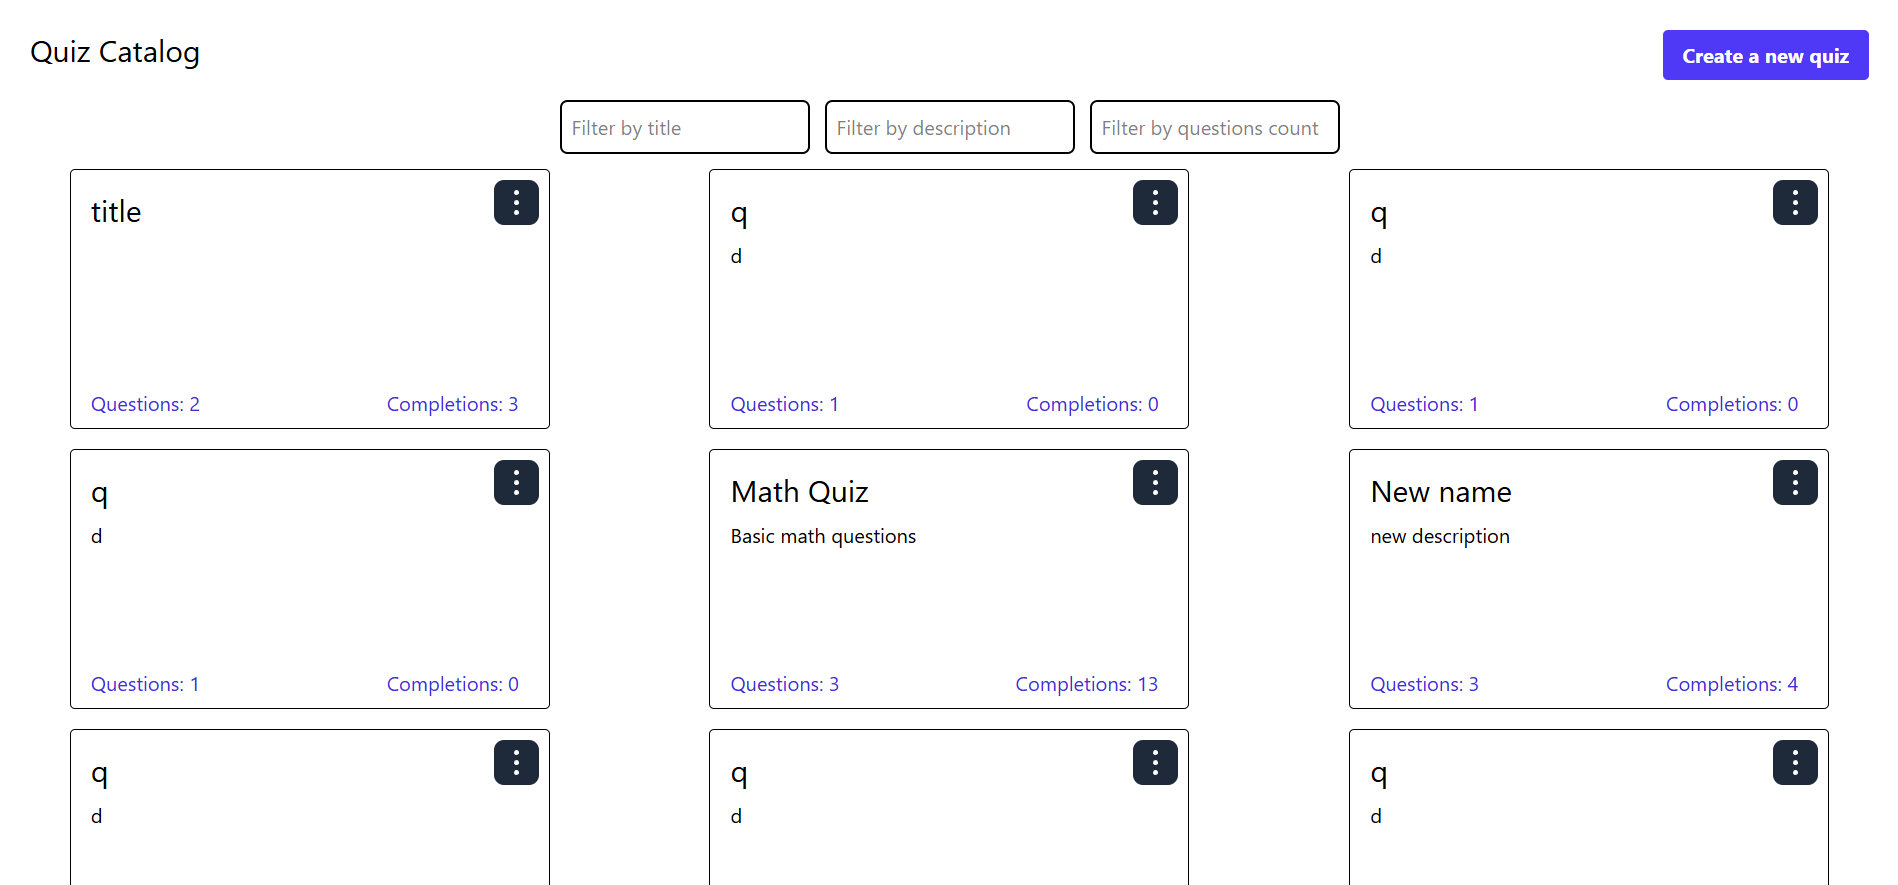 Quiz Catalog
Create a new quiz
Filter by title
Filter by description
Filter by questions count
title
Questions: 2
Completions: 3
q
d
Questions: 1
Completions: 0
q
d
Questions: 1
Completions: 0
q
d
Questions: 1
Completions: 0
Math Quiz
Basic math questions
Questions: 3
Completions: 13
New name
new description
Questions: 3
Completions: 4
q
d
q
d
q
d